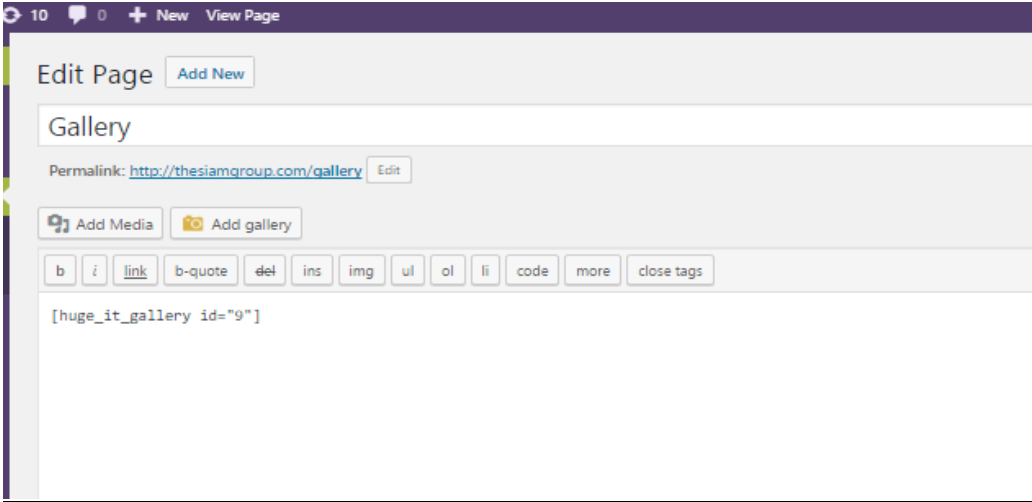 10 0 New View Page
Edit Page Add New
Gallery
Permalink: http://thesiamgroup.com/gallery Edit
Add Media Add gallery
b i link b-quote del ins img ul ol li code more close tags
[huge_it_gallery id="9"]